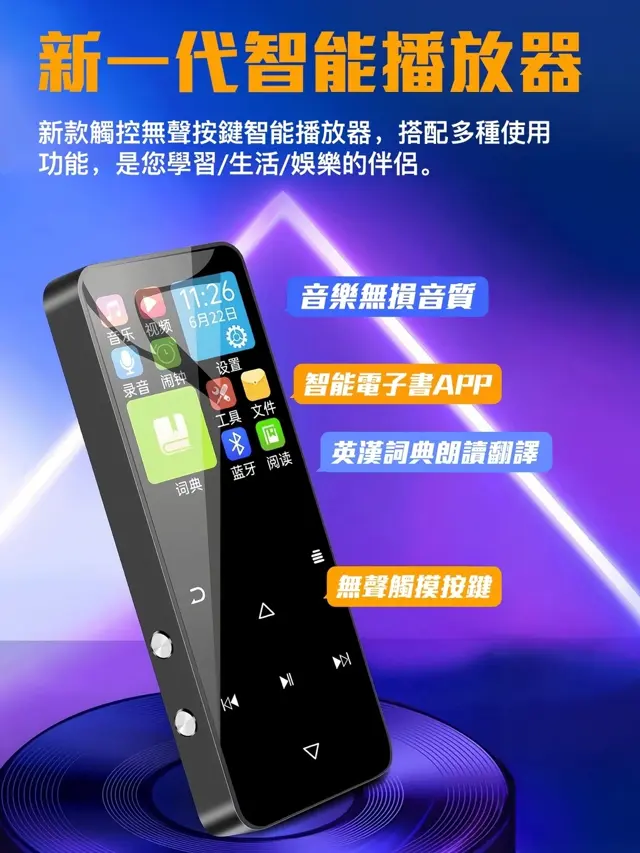 新一代智能播放器
新款觸控無聲按鍵智能播放器，搭配多種使用
功能，是您學習/生活/娛樂的伴侶。
音樂無損音質
智能電子書APP
英漢詞典朗讀翻譯
無聲觸摸按鍵
11:26
6月22日
音乐
视频
录音
闹钟
设置
工具
文件
词典
蓝牙
阅读